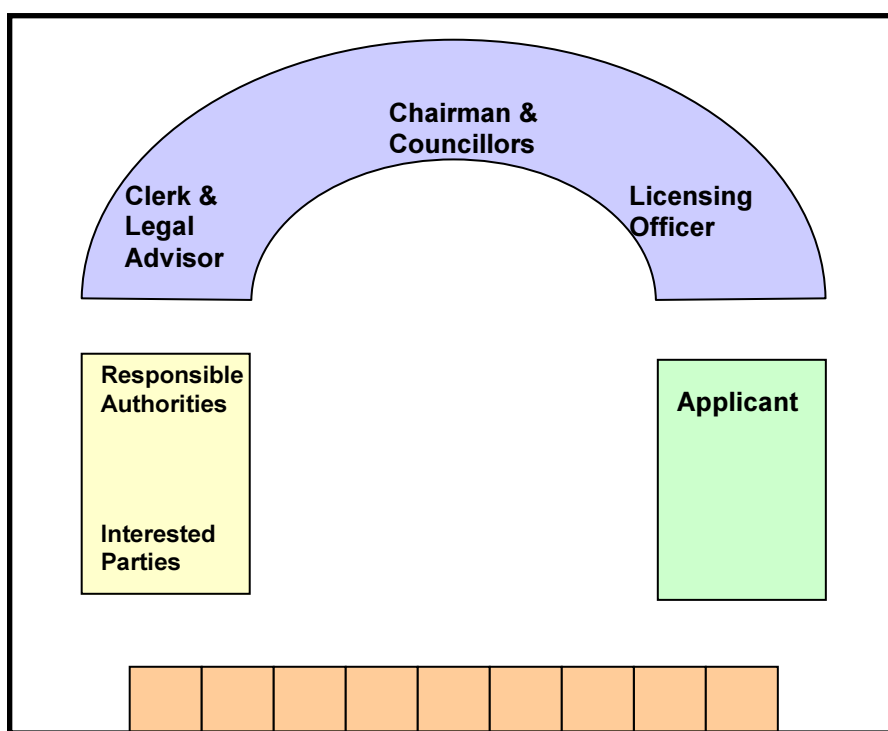 Chairman &
Councillors
Clerk &
Legal
Advisor
Licensing
Officer
Responsible
Authorities
Interested
Parties
Applicant